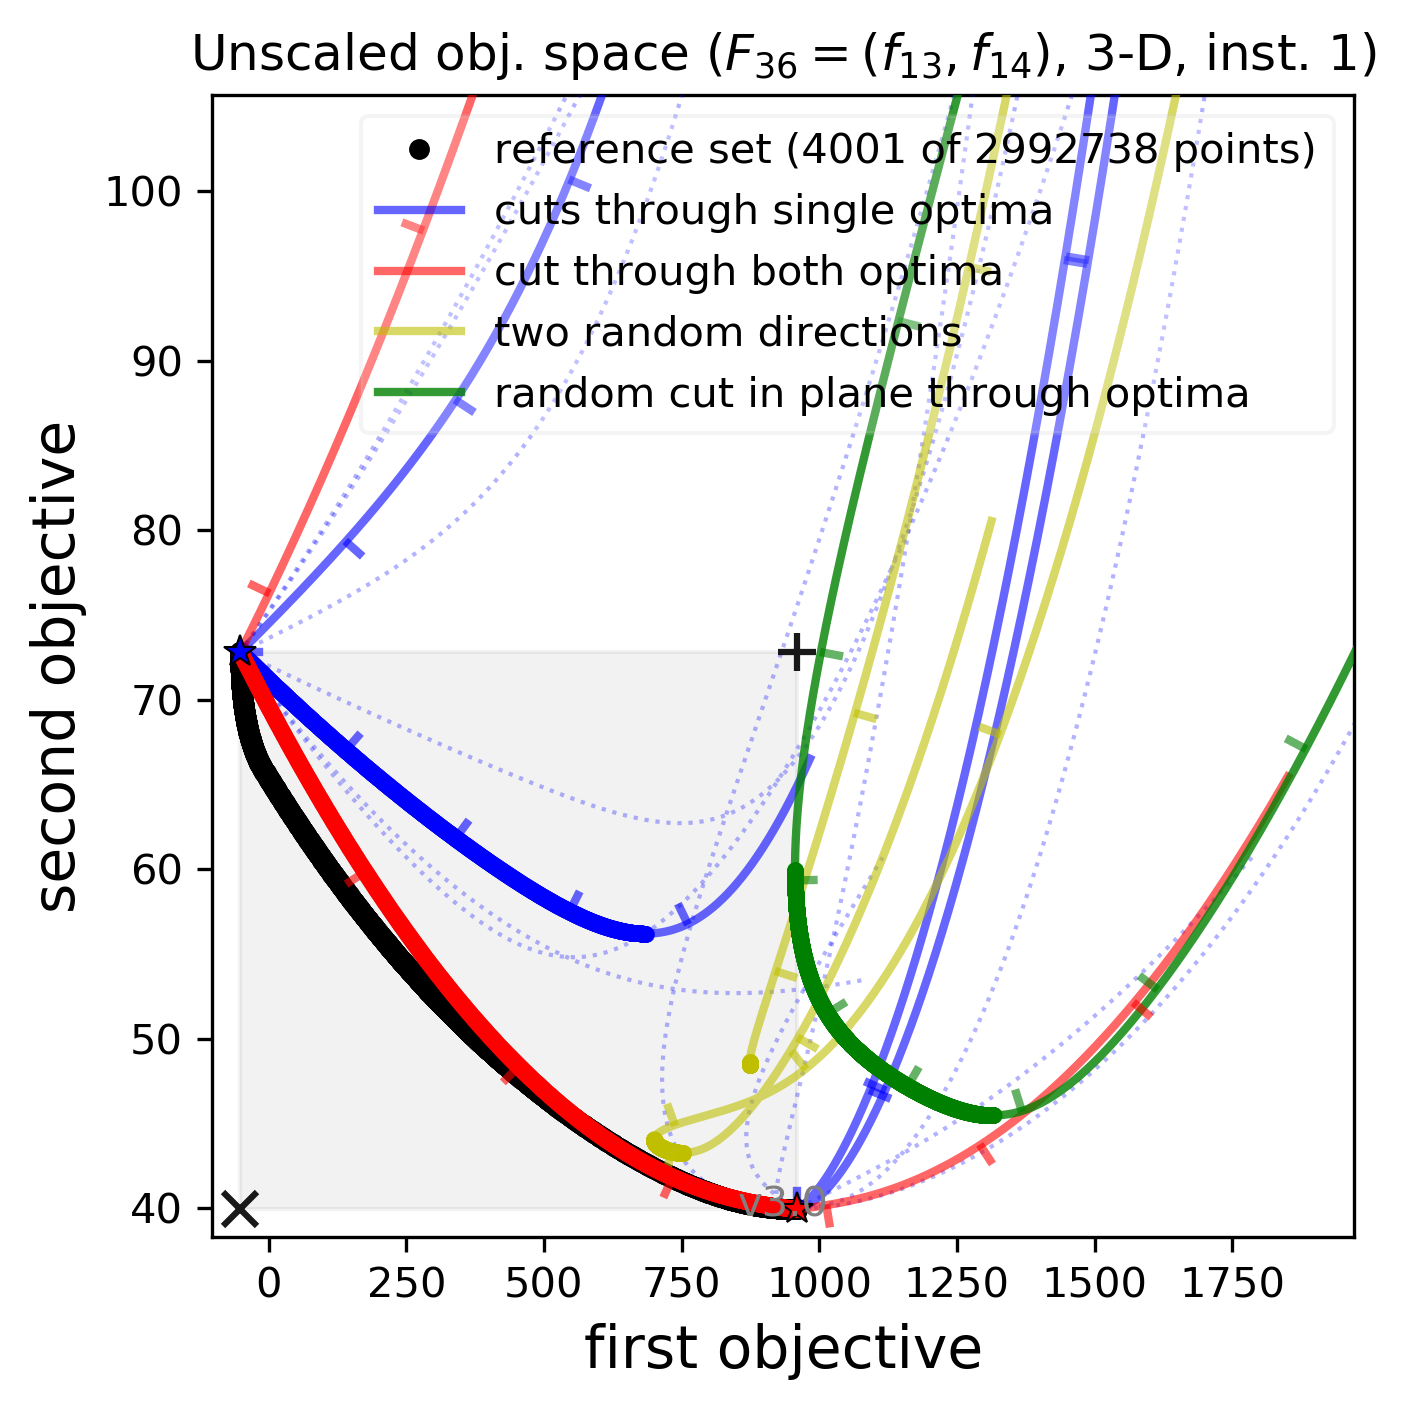 Unscaled obj. space (F36 = (f13, f14), 3-D, inst. 1)
reference set (4001 of 2992738 points)
cuts through single optima
cut through both optima
two random directions
random cut in plane through optima
second objective
100
90
80
70
60
50
40
v3.0
0 250 500 750 1000 1250 1500 1750
first objective